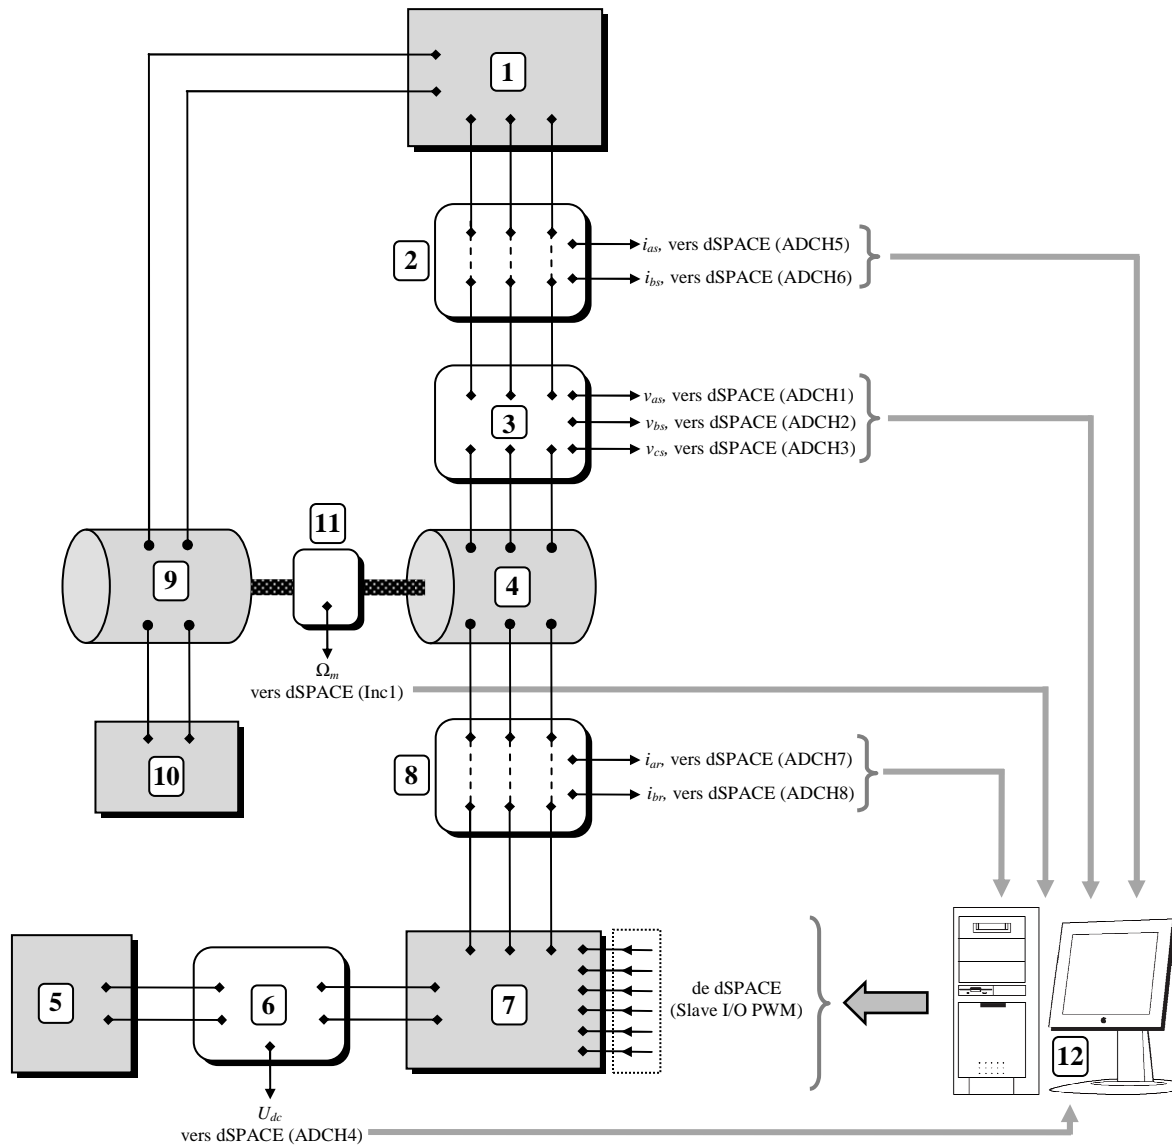 1
2
i_as, vers dSPACE (ADCH5)
i_bs, vers dSPACE (ADCH6)
3
v_as, vers dSPACE (ADCH1)
v_bs, vers dSPACE (ADCH2)
v_cs, vers dSPACE (ADCH3)
11
9
4
Ω_m
vers dSPACE (Inc1)
10
8
i_ar, vers dSPACE (ADCH7)
i_br, vers dSPACE (ADCH8)
5
6
7
de dSPACE
(Slave I/O PWM)
12
U_dc
vers dSPACE (ADCH4)